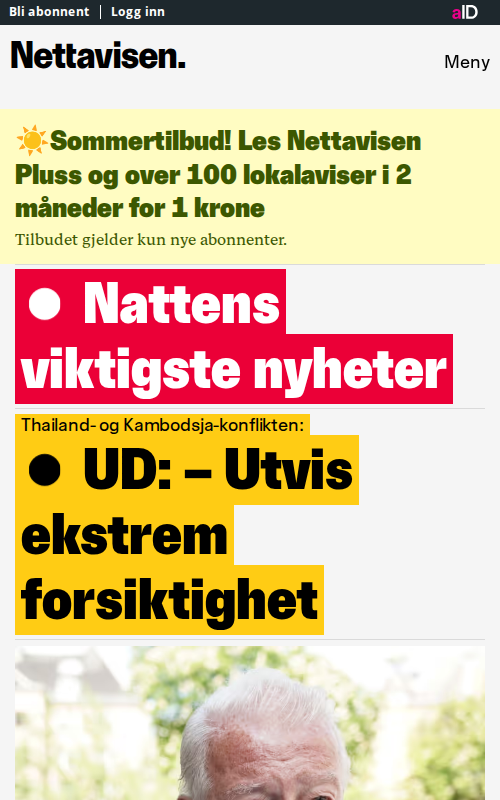 Bli abonnent
Logg inn
aID
Nettavisen.
Meny
☀️Sommertilbud! Les Nettavisen
Pluss og over 100 lokalaviser i 2
måneder for 1 krone
Tilbudet gjelder kun nye abonnenter.
● Nattens
viktigste nyheter
Thailand- og Kambodsja-konflikten:
● UD: – Utvis
ekstrem
forsiktighet